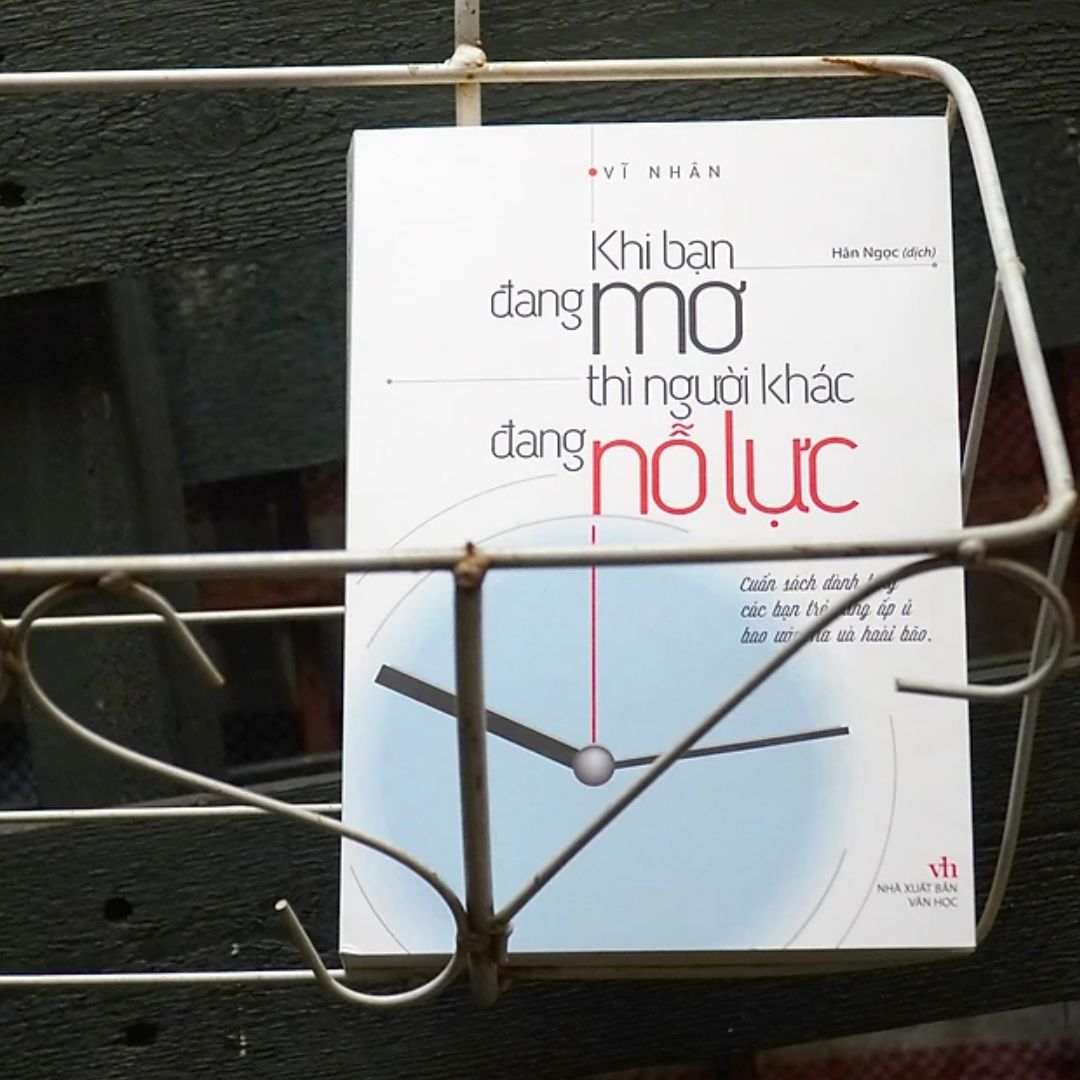 VĨ NHÂN
Khi bạn
Hân Ngọc (dịch)
đang mơ
thì người khác
đang nỗ lực
Cuốn sách dành
các bạn trẻ ấp ủ
bao và hoài bão.
vh
NHÀ XUẤT BẢN
VĂN HỌC